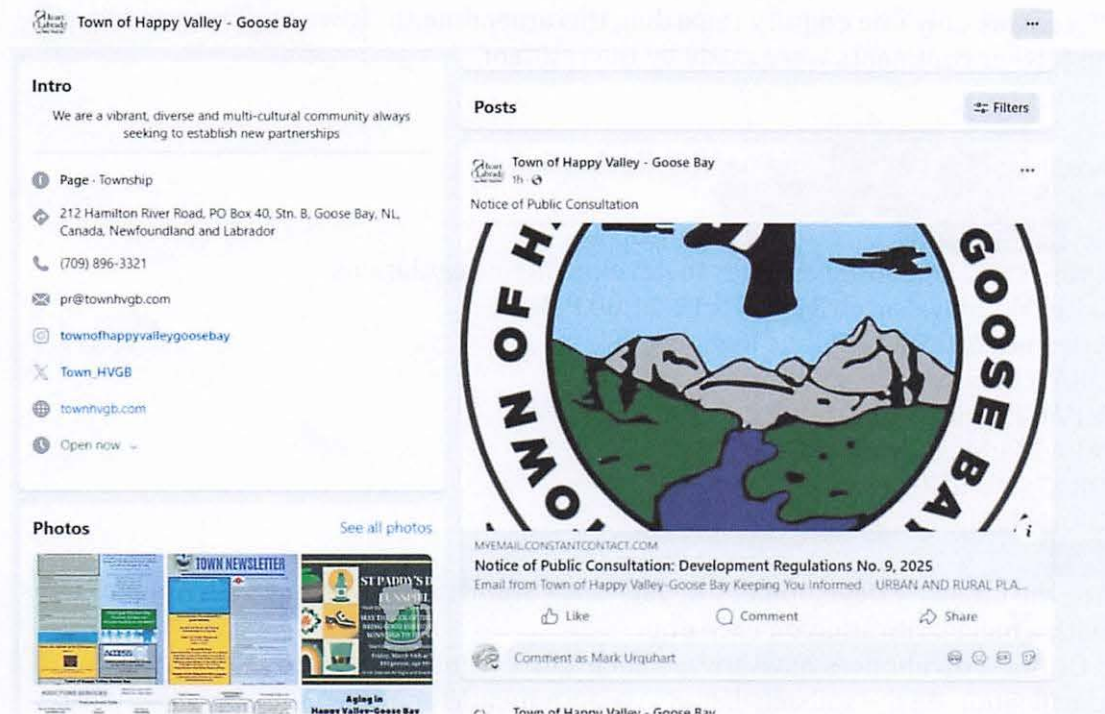 Town of Happy Valley - Goose Bay
Intro
We are a vibrant, diverse and multi-cultural community always
seeking to establish new partnerships
Page · Township
212 Hamilton River Road, PO Box 40, Stn. B, Goose Bay, NL,
Canada, Newfoundland and Labrador
(709) 896-3321
pr@townhvgb.com
townofhappyvalleygoosebay
Town_HVGB
townhvgb.com
Open now
Photos
See all photos
TOWN NEWSLETTER
ACCESS
ST PADDY'S D
Aging in
Happy Valley-Goose Bay
Posts
Filters
Town of Happy Valley - Goose Bay
1h
Notice of Public Consultation
TOWN OF HA
GOOSE BA
MYEMAIL.CONSTANTCONTACT.COM
Notice of Public Consultation: Development Regulations No. 9, 2025
Email from Town of Happy Valley-Goose Bay Keeping You Informed URBAN AND RURAL PLA...
Like
Comment
Share
Comment as Mark Urquhart
Town of Happy Valley - Goose Bay